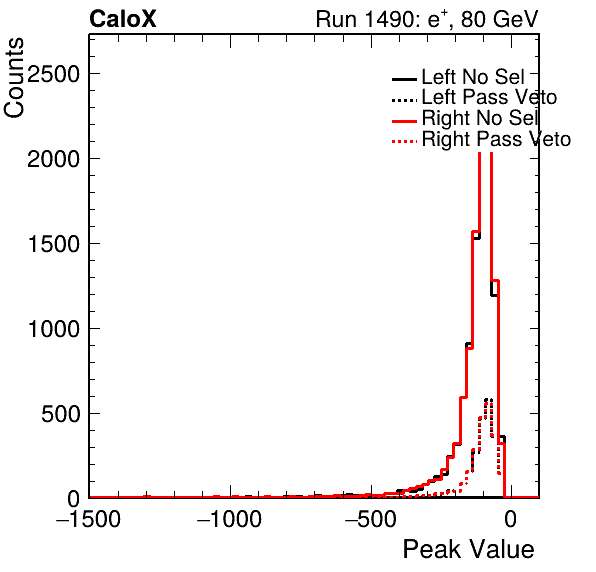 CaloX Run 1490: e+, 80 GeV
Counts
2500
2000
1500
1000
500
0
Left No Sel
Left Pass Veto
Right No Sel
Right Pass Veto
−1500 −1000 −500 0
Peak Value